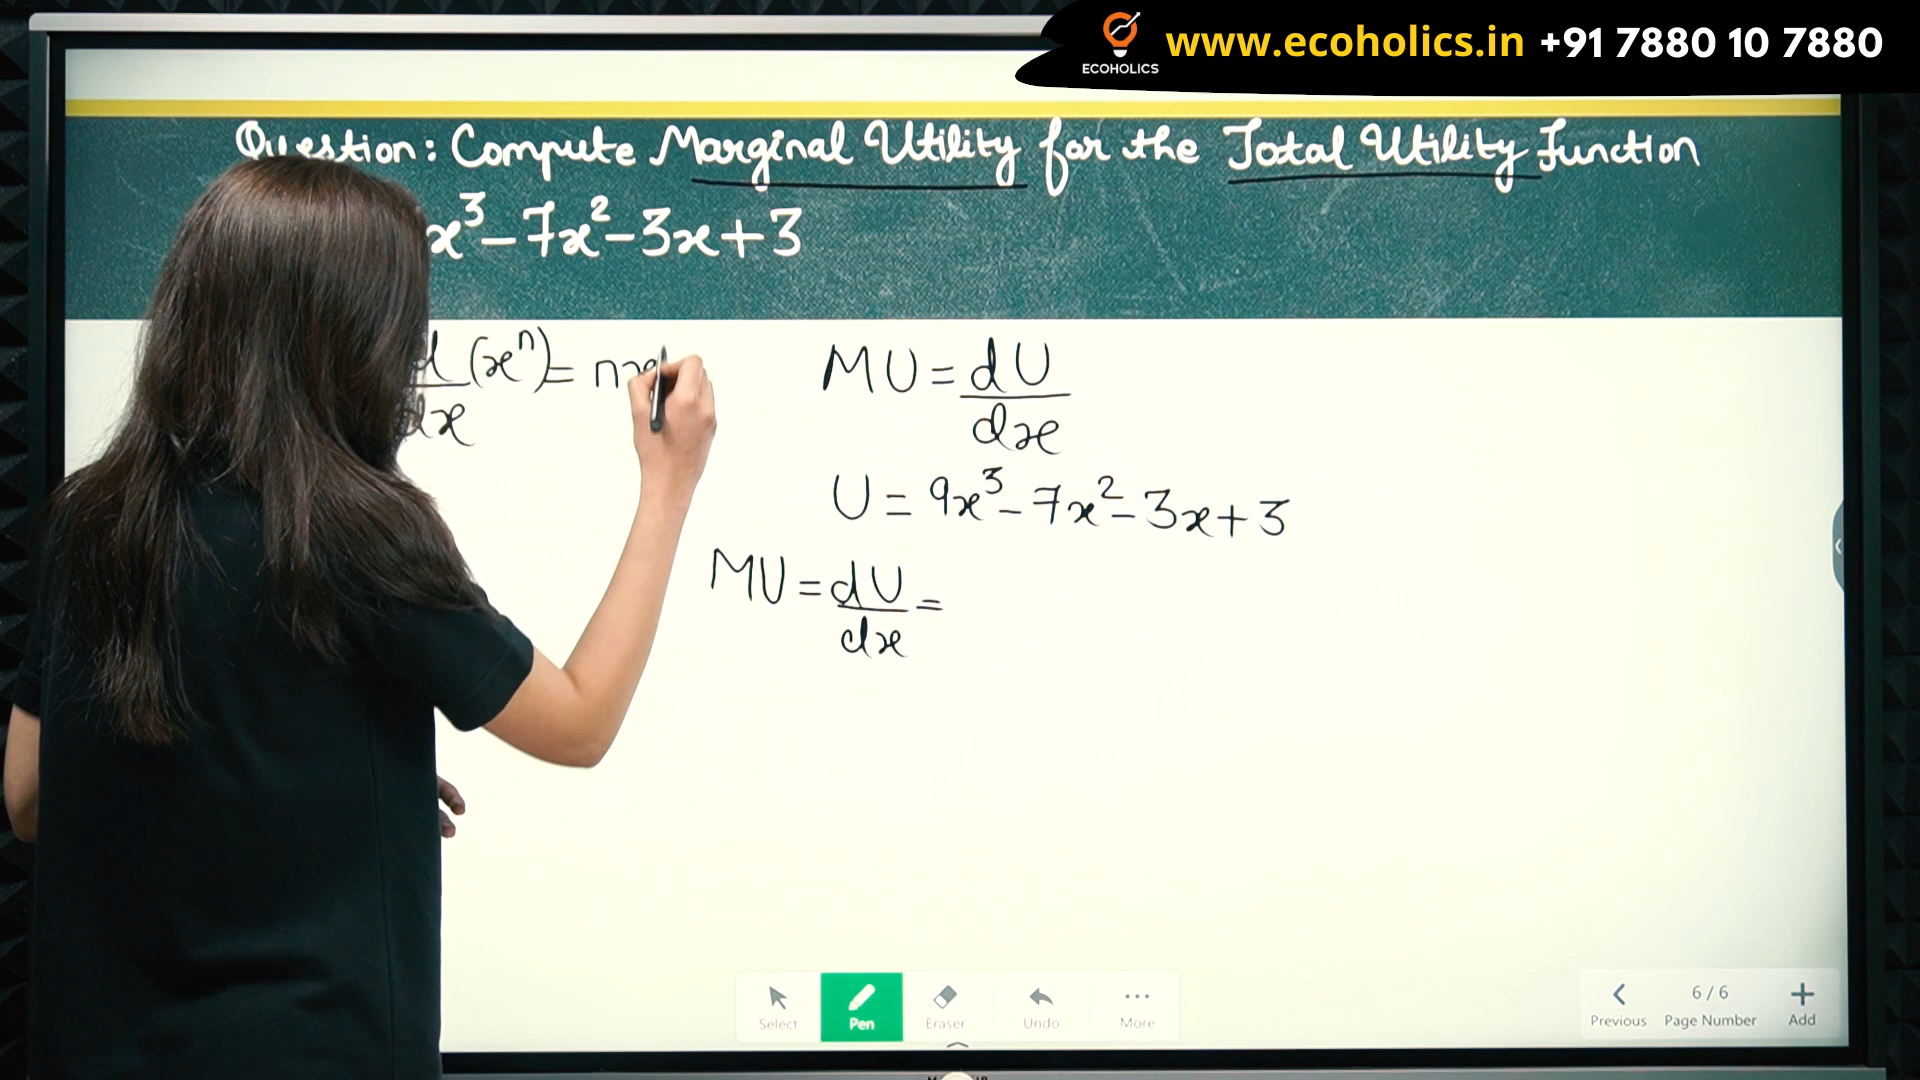 www.ecoholics.in +91 7880 10 7880
ECOHOLICS
Question: Compute Marginal Utility for the Total Utility Function
x³ - 7x² - 3x + 3
d/dx (xⁿ) = nx
MU = dU/dx
U = 9x³ - 7x² - 3x + 3
MU = dU/dx =
Select Pen Eraser Undo More
6 / 6
Previous Page Number Add